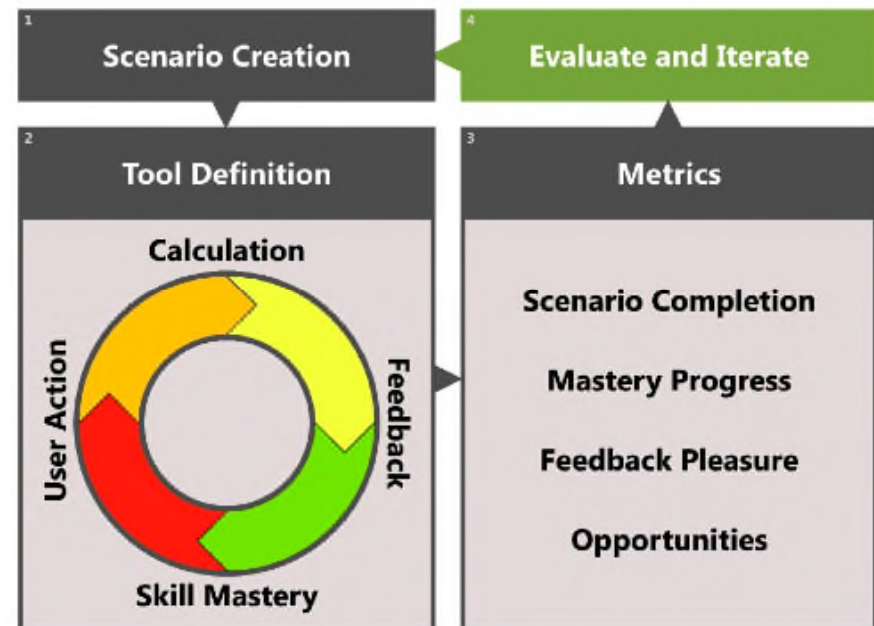 1
Scenario Creation
4
Evaluate and Iterate
2
Tool Definition
Calculation
User Action
Feedback
Skill Mastery
3
Metrics
Scenario Completion
Mastery Progress
Feedback Pleasure
Opportunities